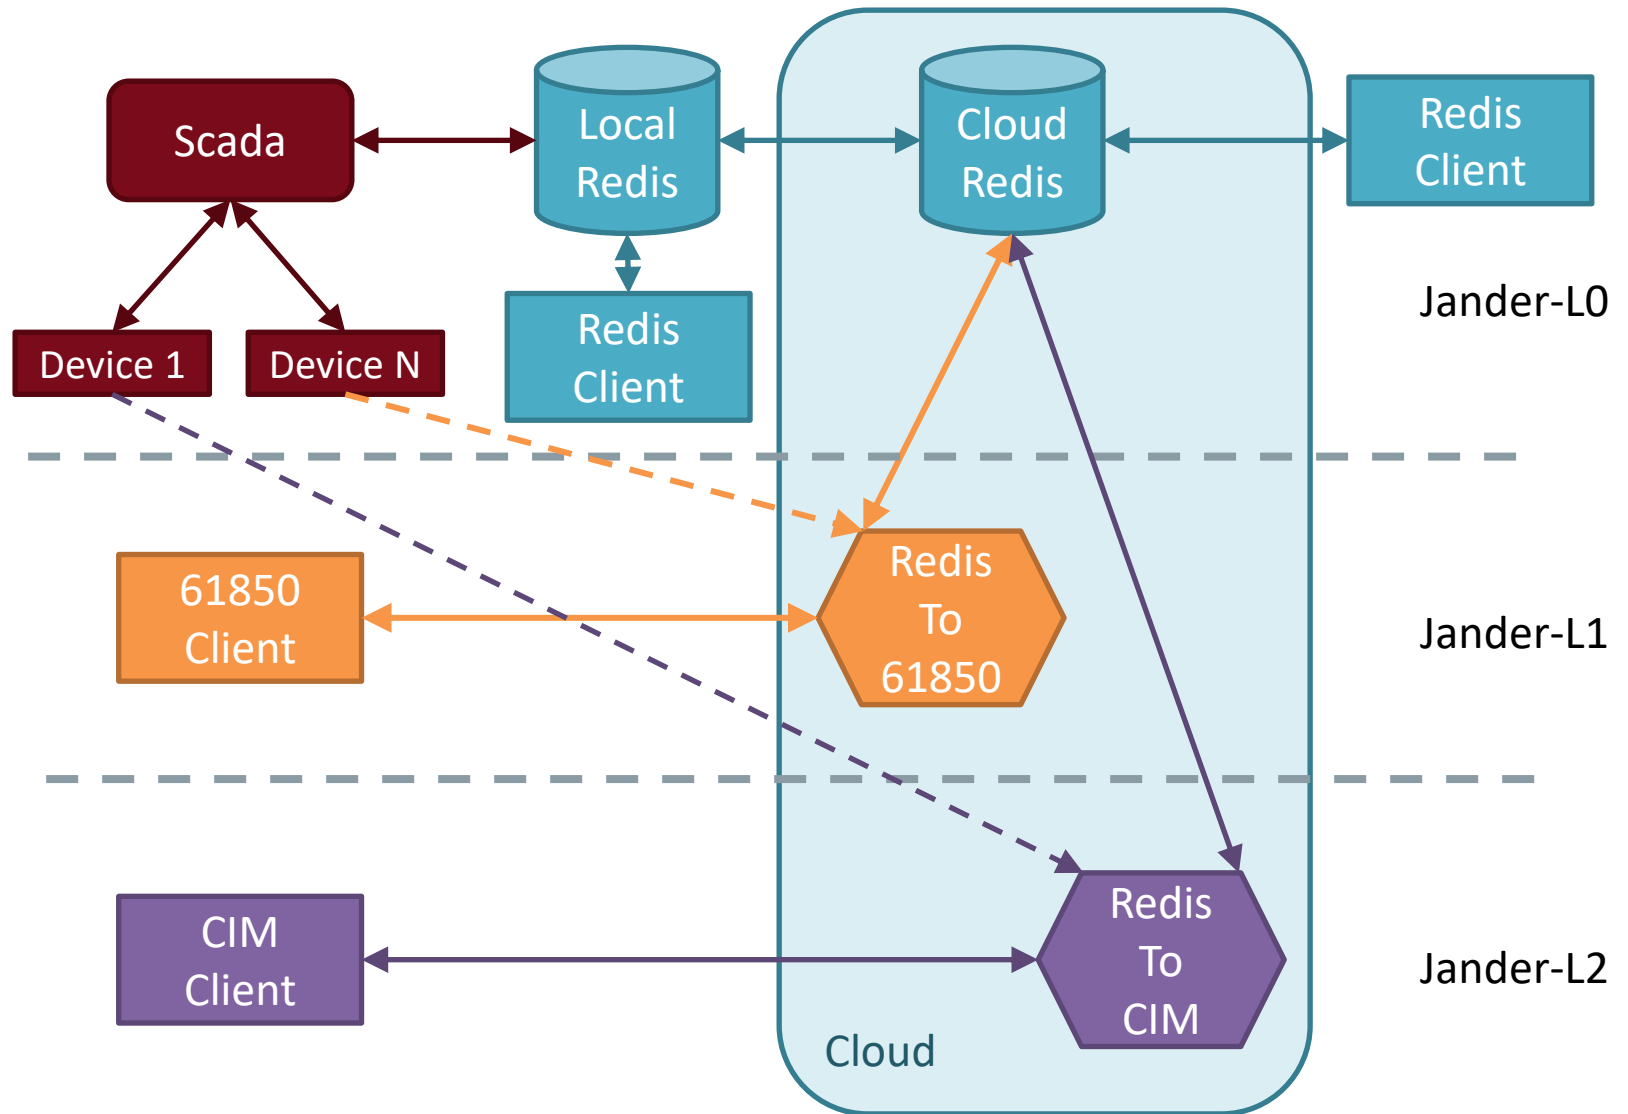 Scada
Local
Redis
Cloud
Redis
Redis
Client
Device 1
Device N
Redis
Client
Jander-L0
61850
Client
Redis
To
61850
Jander-L1
CIM
Client
Redis
To
CIM
Jander-L2
Cloud